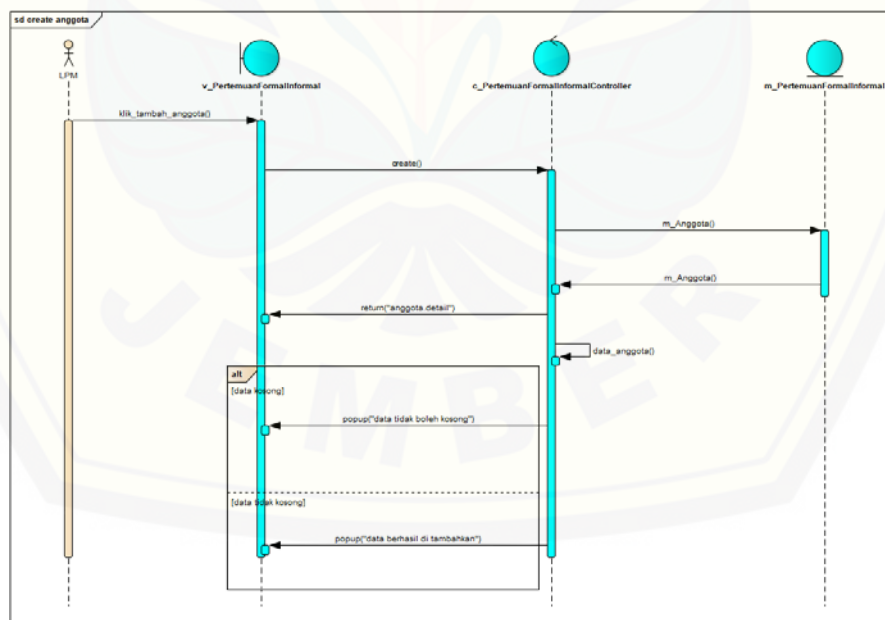 sd create anggota
LPM
v_PertemuanFormalInformal
c_PertemuanFormalInformalController
m_PertemuanFormalInformal
klik_tambah_anggota()
create()
m_Anggota()
m_Anggota()
return("anggota detail")
data_anggota()
alt
[data kosong]
popup("data tidak boleh kosong")
[data tidak kosong]
popup("data berhasil di tambahkan")
JEMBER